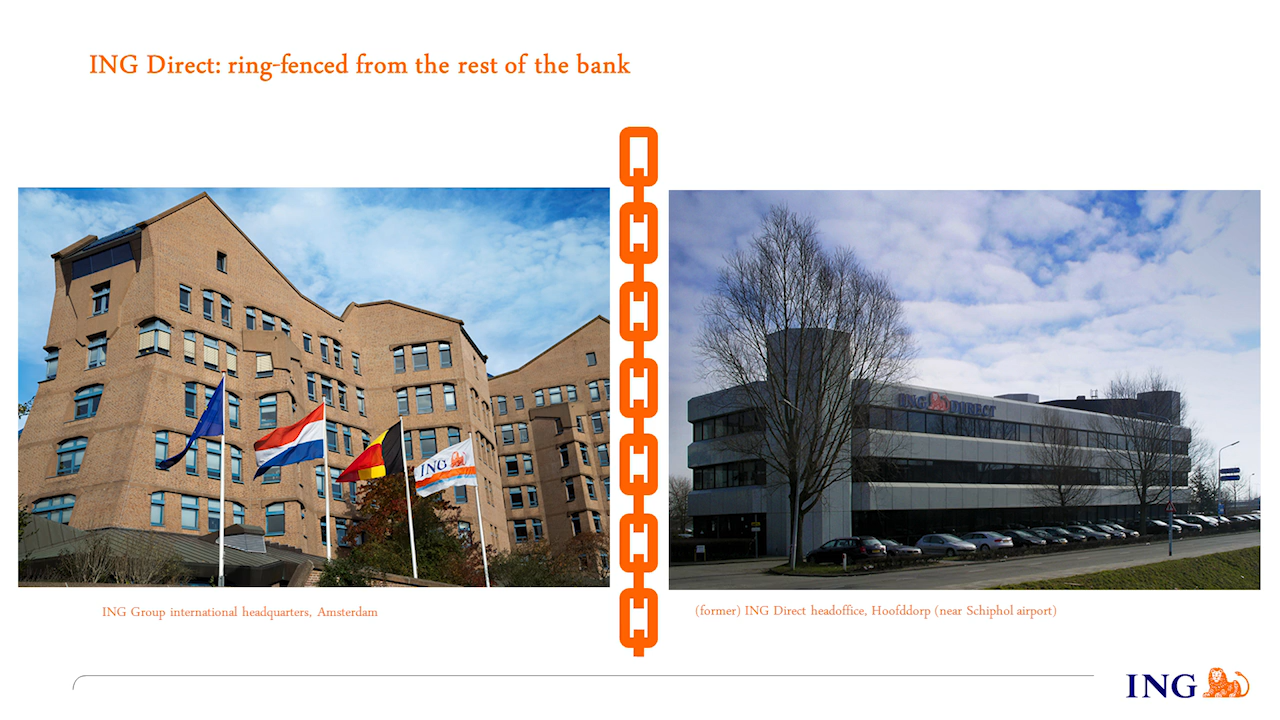 ING Direct: ring-fenced from the rest of the bank
ING
ING DIRECT
ING Group international headquarters, Amsterdam
(former) ING Direct headoffice, Hoofddorp (near Schiphol airport)
ING